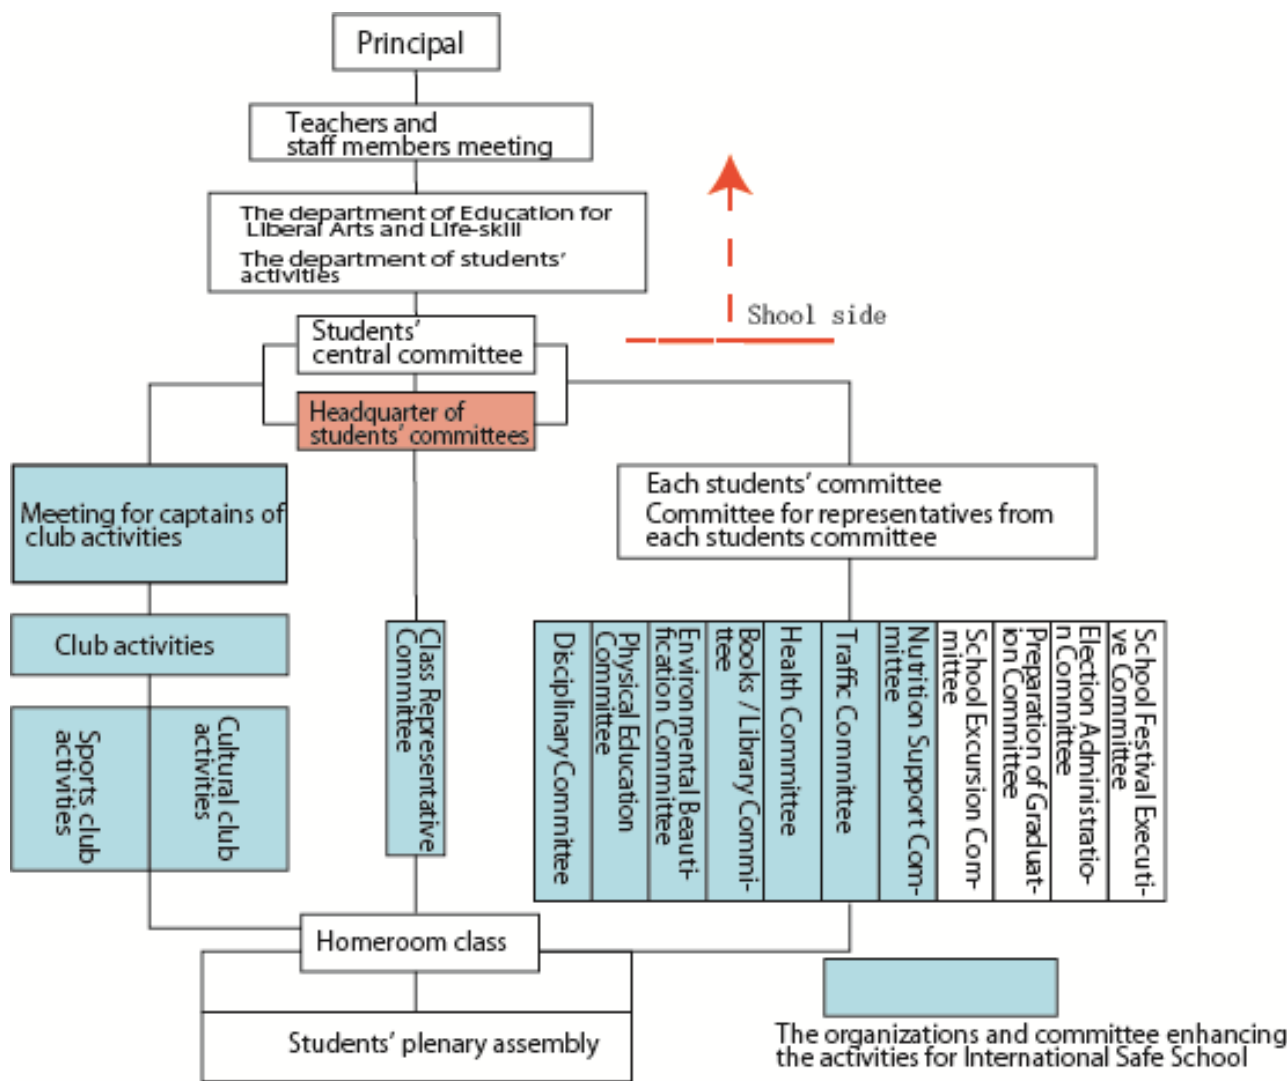 Principal
Teachers and
staff members meeting
The department of Education for
Liberal Arts and Life-skill
The department of students'
activities
Shool side
Students'
central committee
Headquarter of
students' committees
Meeting for captains of
club activities
Each students' committee
Committee for representatives from
each students committee
Club activities
Sports club
activities
Cultural club
activities
Class Representative
Committee
Disciplinary Committee
Physical Education
Committee
Environmental Beauti-
fication Committee
Books / Library Commi-
ttee
Health Committee
Traffic Committee
Nutrition Support Com-
mittee
School Excursion Com-
mittee
Preparation of Graduat-
ion Committee
Election Administratio-
n Committee
School Festival Executi-
ve Committee
Homeroom class
Students' plenary assembly
The organizations and committee enhancing
the activities for International Safe School